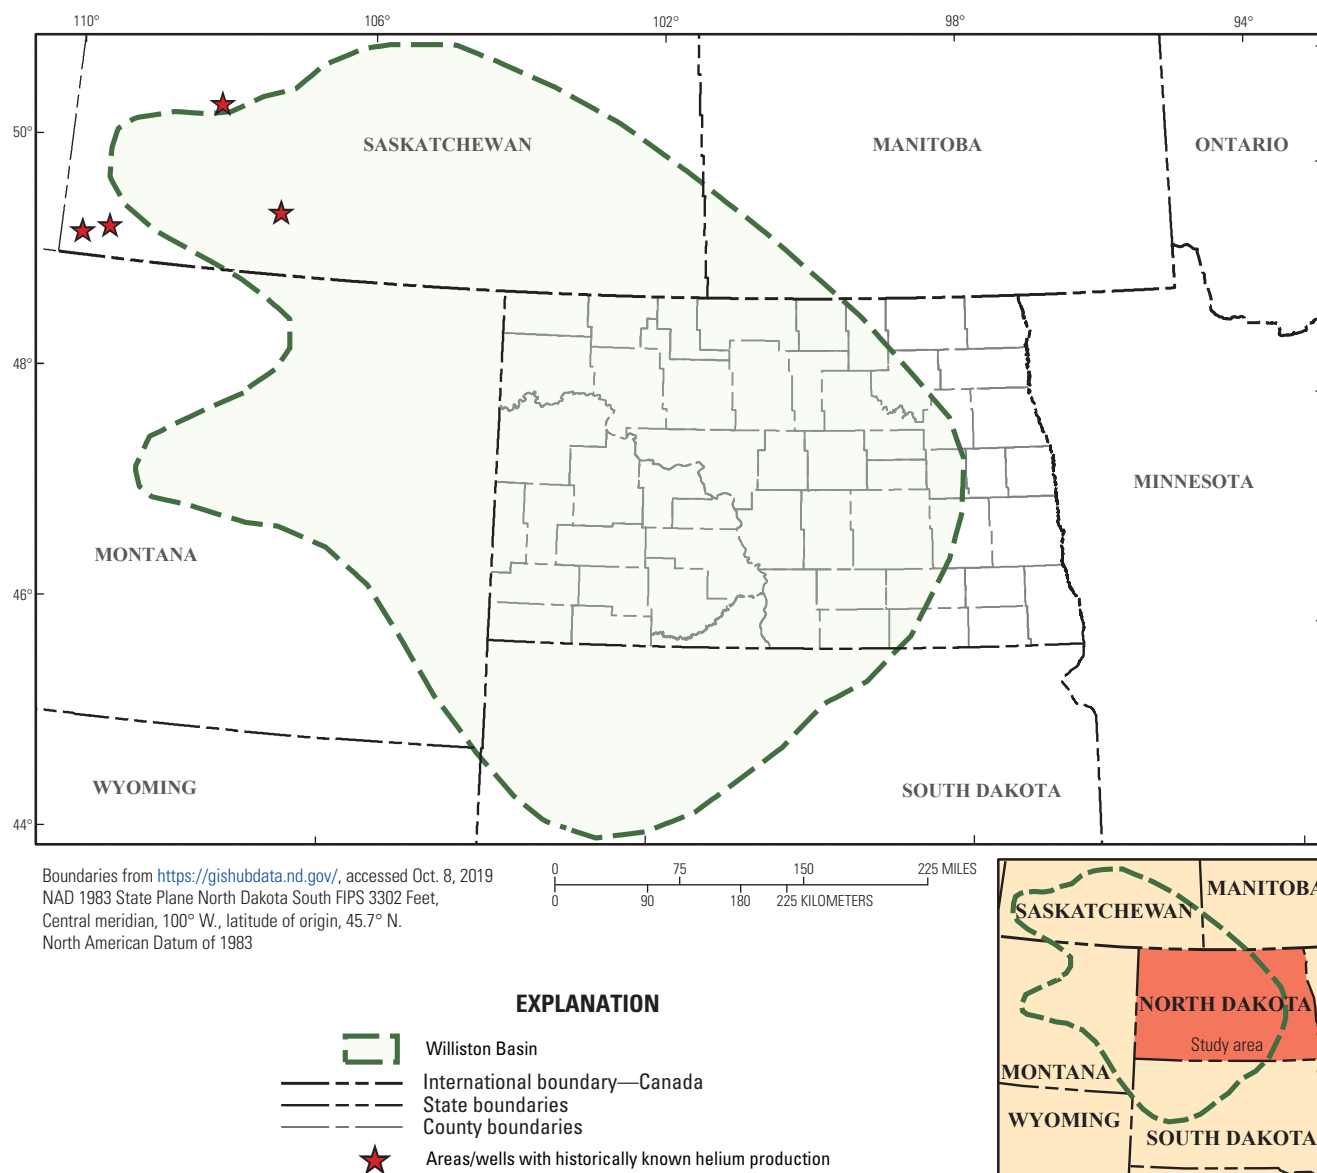 110° 106° 102° 98° 94°
50°
SASKATCHEWAN MANITOBA ONTARIO
48°
MINNESOTA
MONTANA
46°
WYOMING SOUTH DAKOTA
44°
Boundaries from https://gishubdata.nd.gov/, accessed Oct. 8, 2019
NAD 1983 State Plane North Dakota South FIPS 3302 Feet,
Central meridian, 100° W., latitude of origin, 45.7° N.
North American Datum of 1983
0 75 150 225 MILES
0 90 180 225 KILOMETERS
EXPLANATION
Williston Basin
International boundary—Canada
State boundaries
County boundaries
Areas/wells with historically known helium production
MANITOBA
SASKATCHEWAN
NORTH DAKOTA
Study area
MONTANA
WYOMING
SOUTH DAKOTA